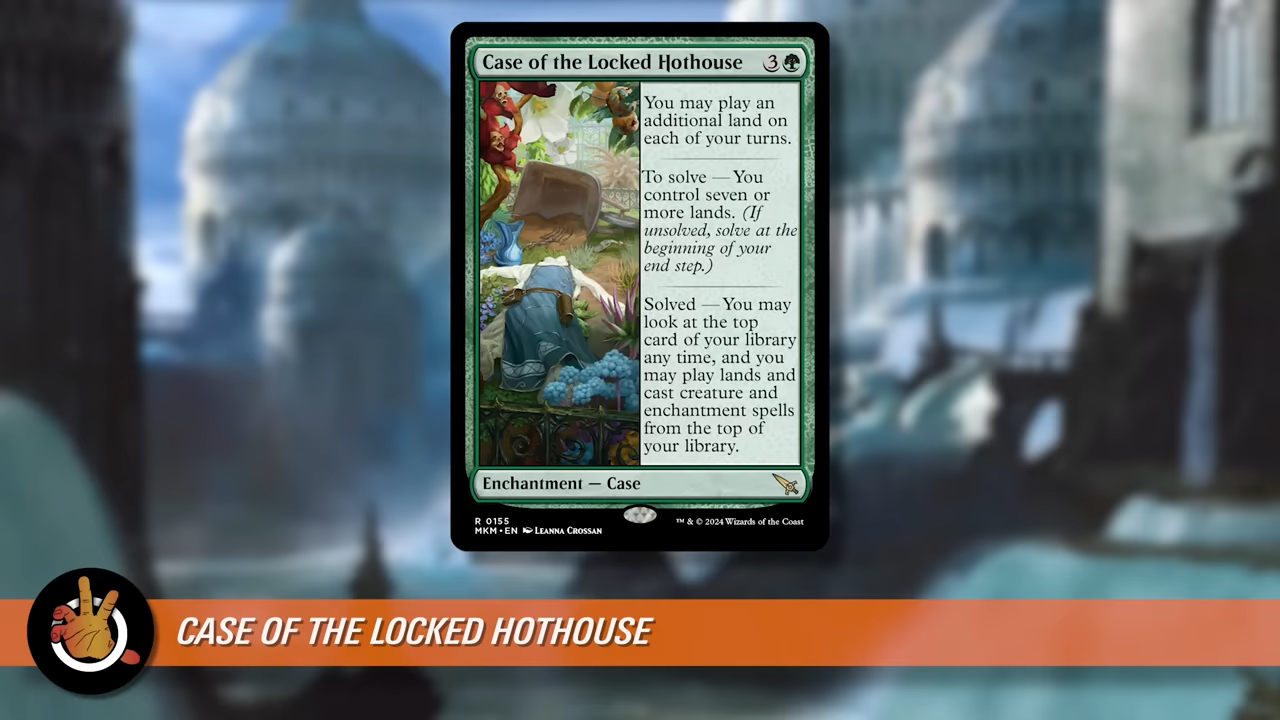 Case of the Locked Hothouse 3
You may play an
additional land on
each of your turns.
To solve — You
control seven or
more lands. (If
unsolved, solve at the
beginning of your
end step.)
Solved — You may
look at the top
card of your library
any time, and you
may play lands and
cast creature and
enchantment spells
from the top of
your library.
Enchantment — Case
R 0155
MKM • EN Leanna Crossan
™ & © 2024 Wizards of the Coast
CASE OF THE LOCKED HOTHOUSE